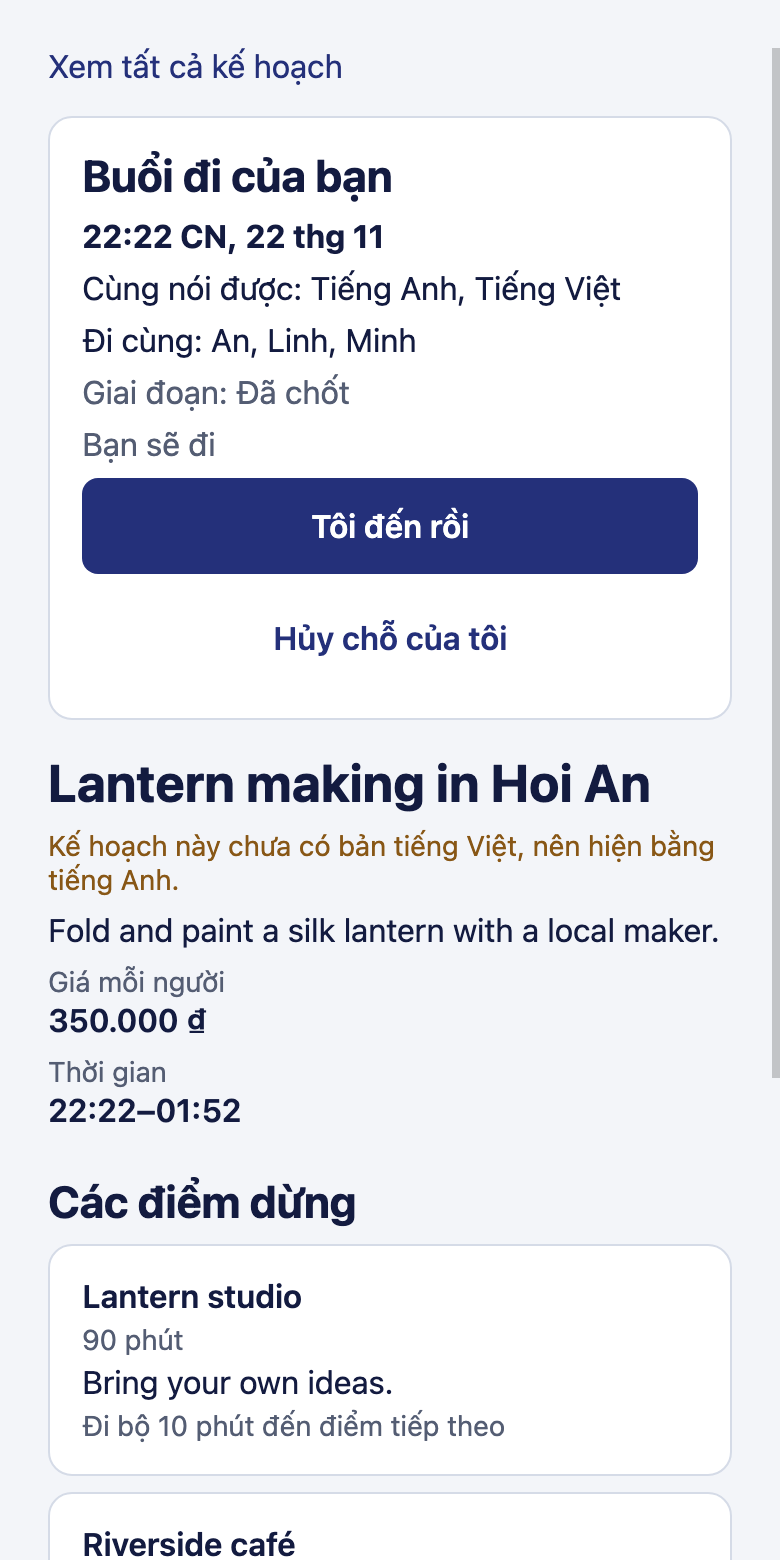 Xem tất cả kế hoạch
Buổi đi của bạn
22:22 CN, 22 thg 11
Cùng nói được: Tiếng Anh, Tiếng Việt
Đi cùng: An, Linh, Minh
Giai đoạn: Đã chốt
Bạn sẽ đi
Tôi đến rồi
Hủy chỗ của tôi
Lantern making in Hoi An
Kế hoạch này chưa có bản tiếng Việt, nên hiện bằng
tiếng Anh.
Fold and paint a silk lantern with a local maker.
Giá mỗi người
350.000 ₫
Thời gian
22:22–01:52
Các điểm dừng
Lantern studio
90 phút
Bring your own ideas.
Đi bộ 10 phút đến điểm tiếp theo
Riverside café